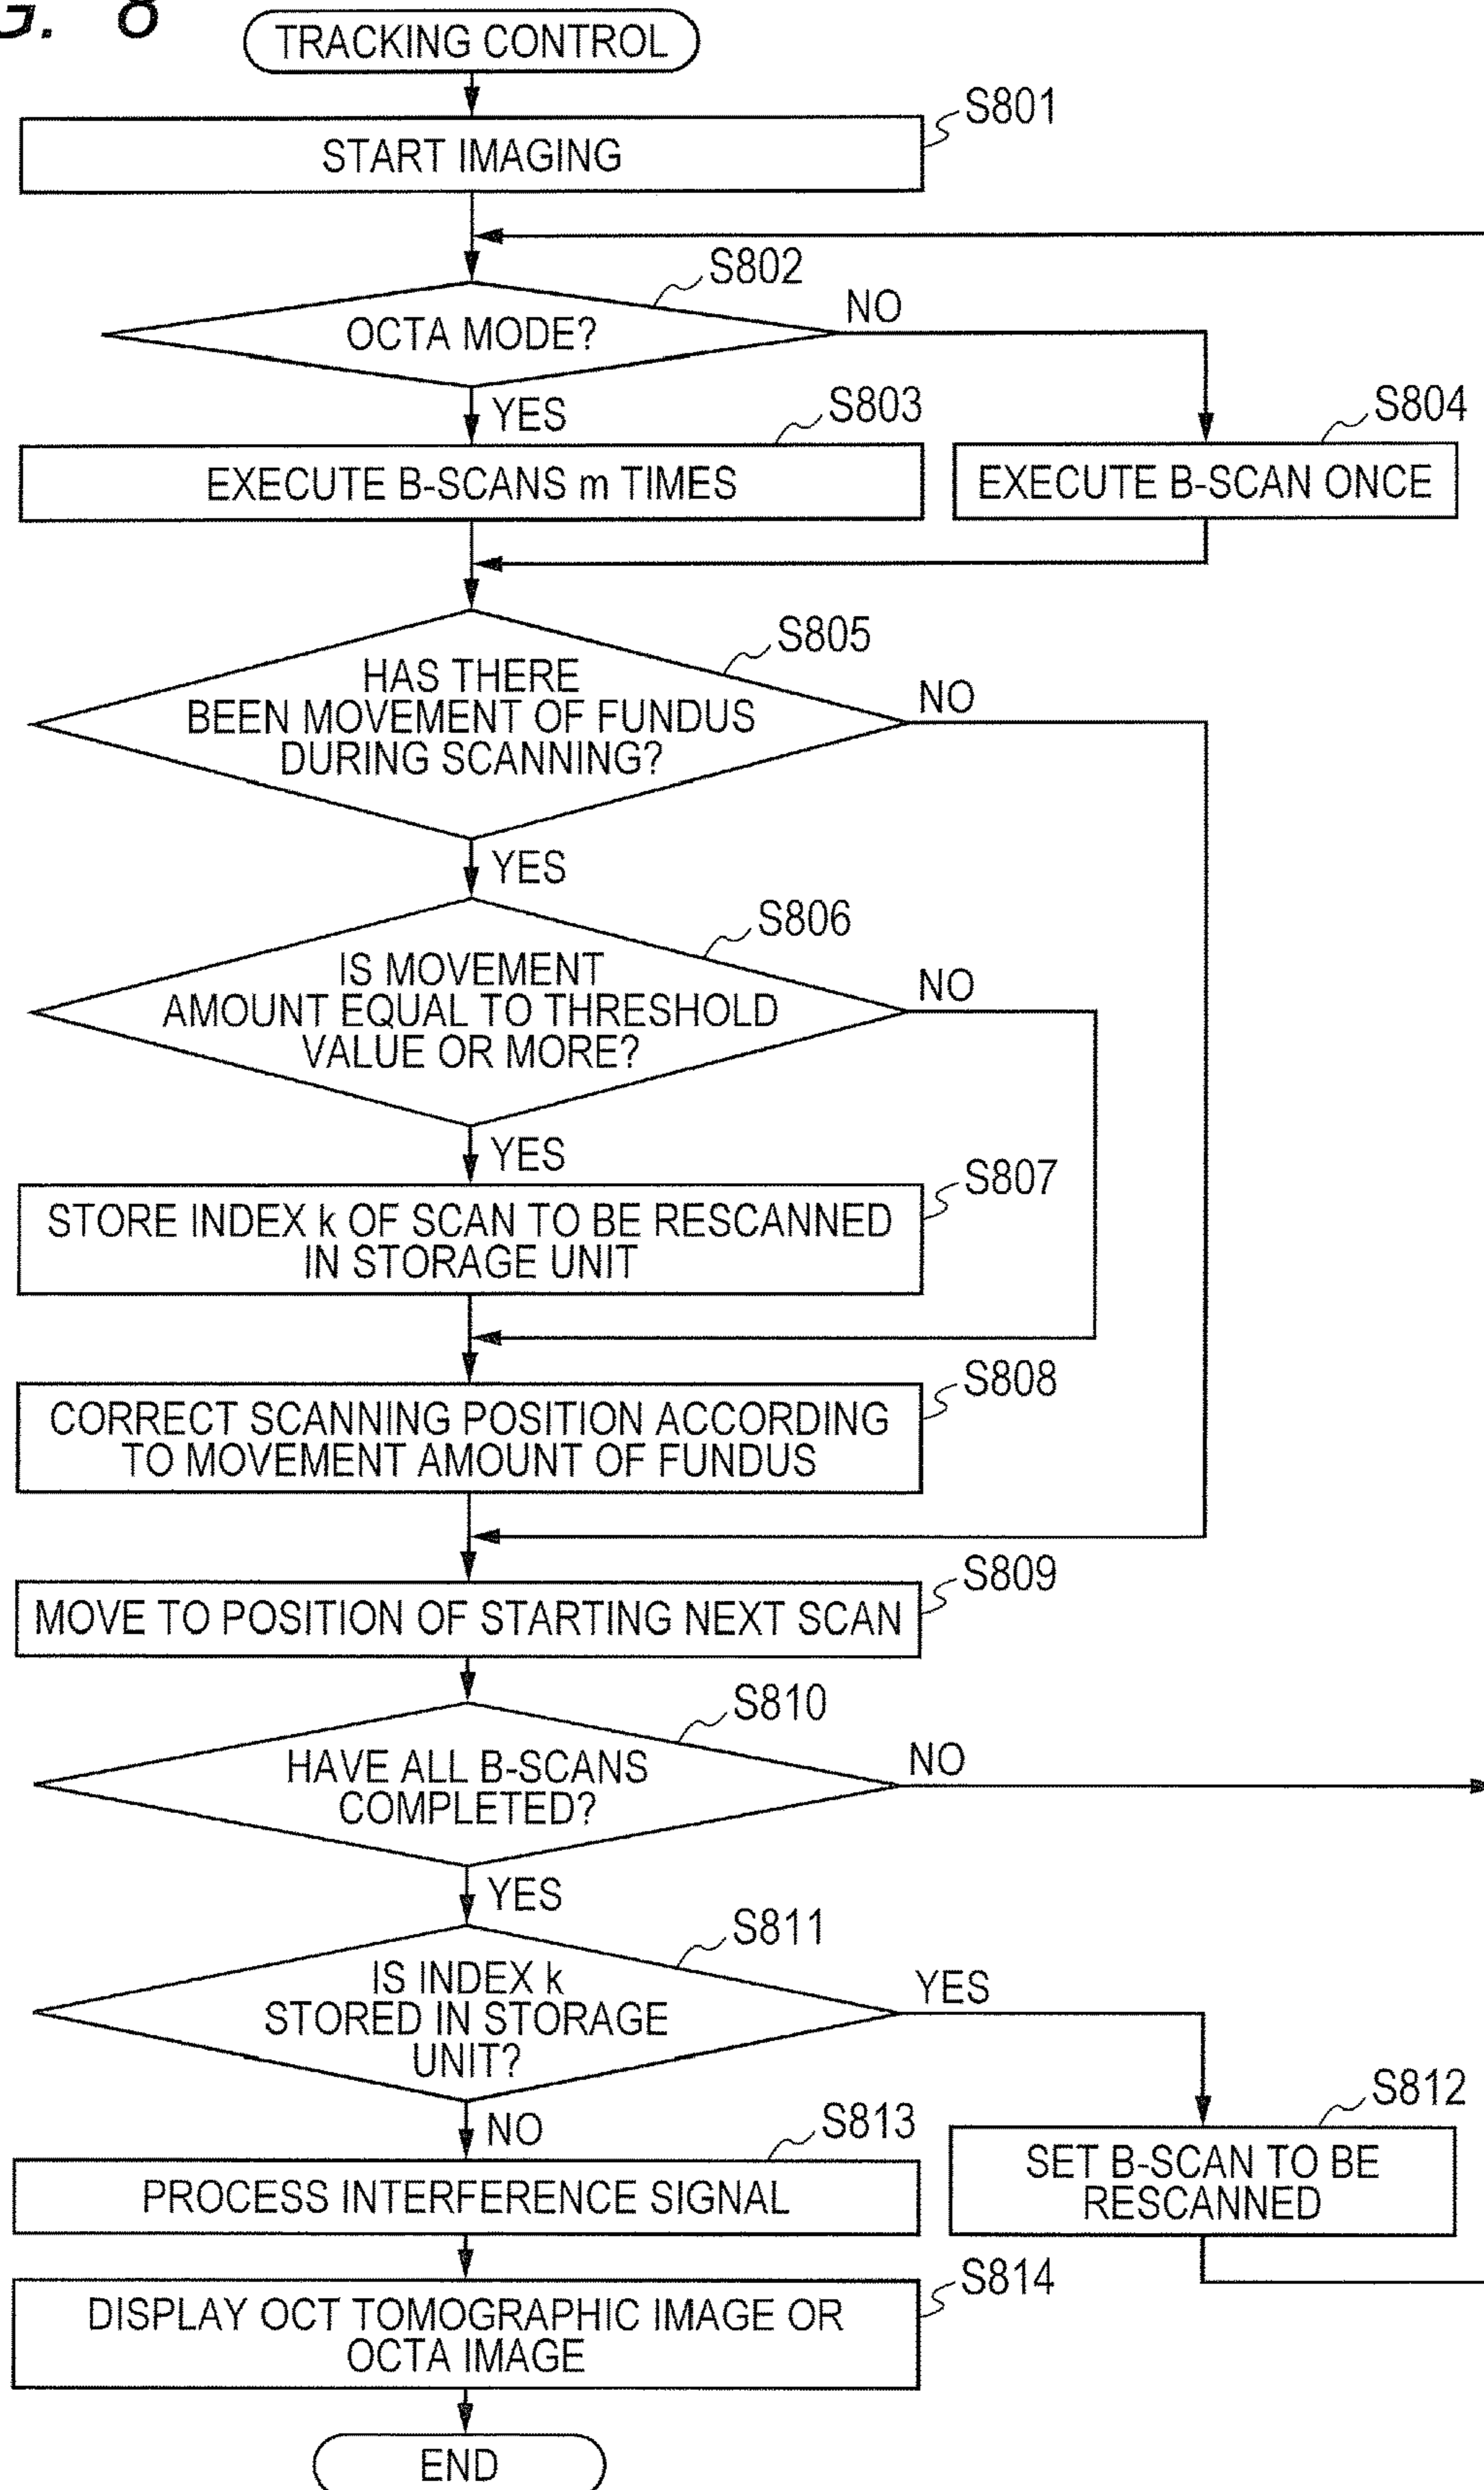 G. 8
TRACKING CONTROL
S801
START IMAGING
S802
OCTA MODE?
NO
YES
S803
EXECUTE B-SCANS m TIMES
S804
EXECUTE B-SCAN ONCE
S805
HAS THERE
BEEN MOVEMENT OF FUNDUS
DURING SCANNING?
NO
YES
S806
IS MOVEMENT
AMOUNT EQUAL TO THRESHOLD
VALUE OR MORE?
NO
YES
S807
STORE INDEX k OF SCAN TO BE RESCANNED
IN STORAGE UNIT
S808
CORRECT SCANNING POSITION ACCORDING
TO MOVEMENT AMOUNT OF FUNDUS
S809
MOVE TO POSITION OF STARTING NEXT SCAN
S810
HAVE ALL B-SCANS
COMPLETED?
NO
YES
S811
IS INDEX k
STORED IN STORAGE
UNIT?
YES
NO
S812
SET B-SCAN TO BE
RESCANNED
S813
PROCESS INTERFERENCE SIGNAL
S814
DISPLAY OCT TOMOGRAPHIC IMAGE OR
OCTA IMAGE
END